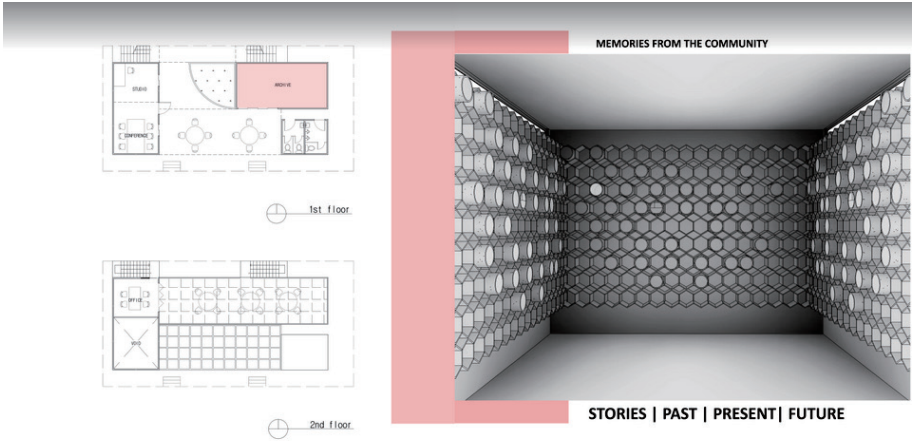 MEMORIES FROM THE COMMUNITY
STUDIO
ARCHIVE
CONFERENCE
1st floor
OFFICE
VOID
2nd floor
STORIES | PAST | PRESENT| FUTURE